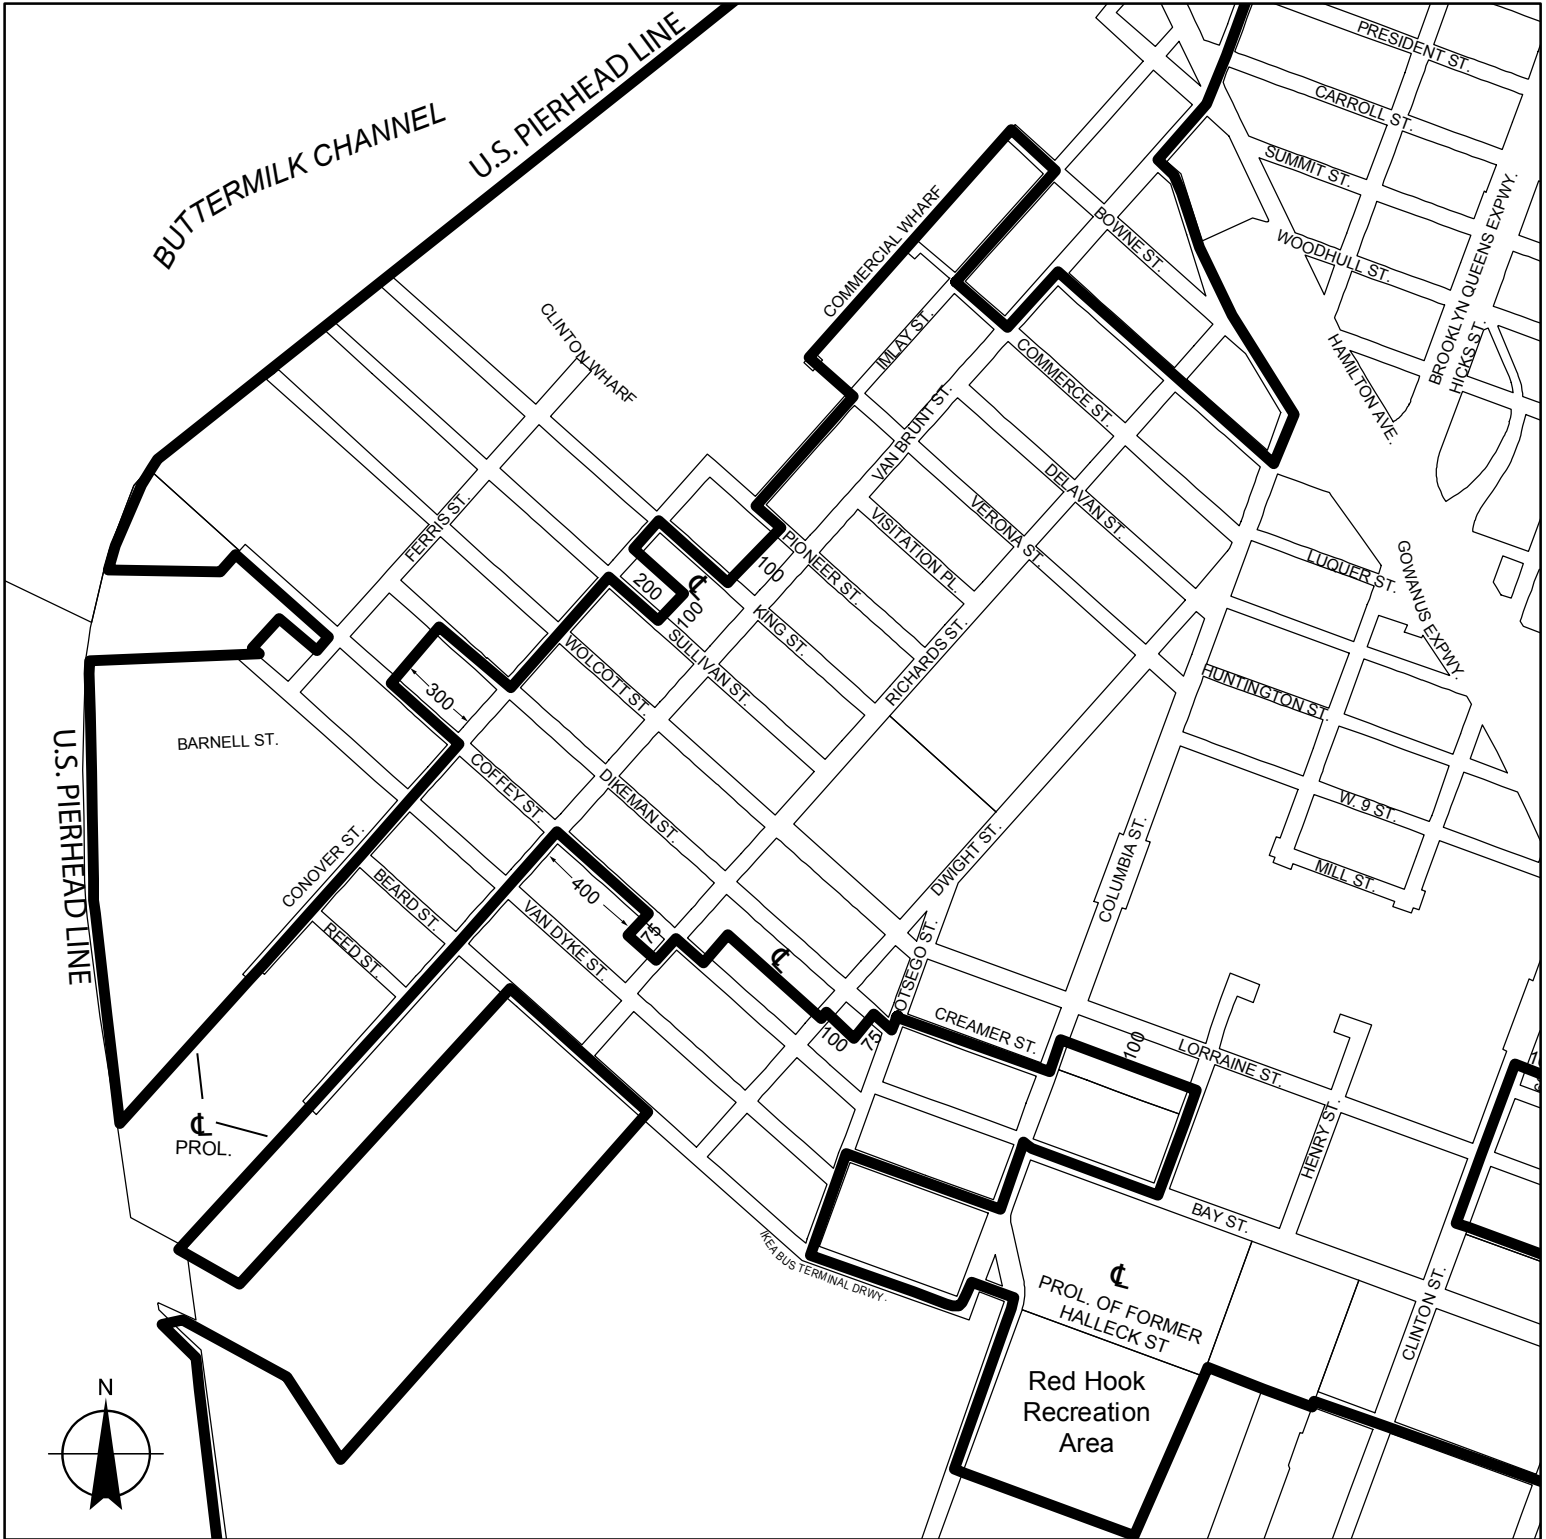 PRESIDENT ST.
U.S. PIERHEAD LINE
CARROLL ST.
BUTTERMILK CHANNEL
SUMMIT ST.
BROOKLYN QUEENS EXPWY.
COMMERCIAL WHARF
BOWNE ST.
WOODHULL ST.
CLINTON WHARF
IMLAY ST.
HICKS ST.
HAMILTON AVE.
COMMERCE ST.
VAN BRUNT ST.
DELAVAN ST.
FERRIS ST.
VERONA ST.
VISITATION PL.
PIONEER ST.
100
LUQUER ST.
GOWANUS EXPWY.
200
℄
100
KING ST.
SULLIVAN ST.
WOLCOTT ST.
RICHARDS ST.
300
HUNTINGTON ST.
BARNELL ST.
U.S. PIERHEAD LINE
COFFEY ST.
DIKEMAN ST.
W. 9 ST.
CONOVER ST.
DWIGHT ST.
COLUMBIA ST.
MILL ST.
BEARD ST.
400
VAN DYKE ST.
75
REED ST.
℄
OTSEGO ST.
CREAMER ST.
100
75
100
LORRAINE ST.
℄
PROL.
HENRY ST.
BAY ST.
IKEA BUS TERMINAL DRWY.
℄
PROL. OF FORMER
HALLECK ST
CLINTON ST.
Red Hook
Recreation
Area
N